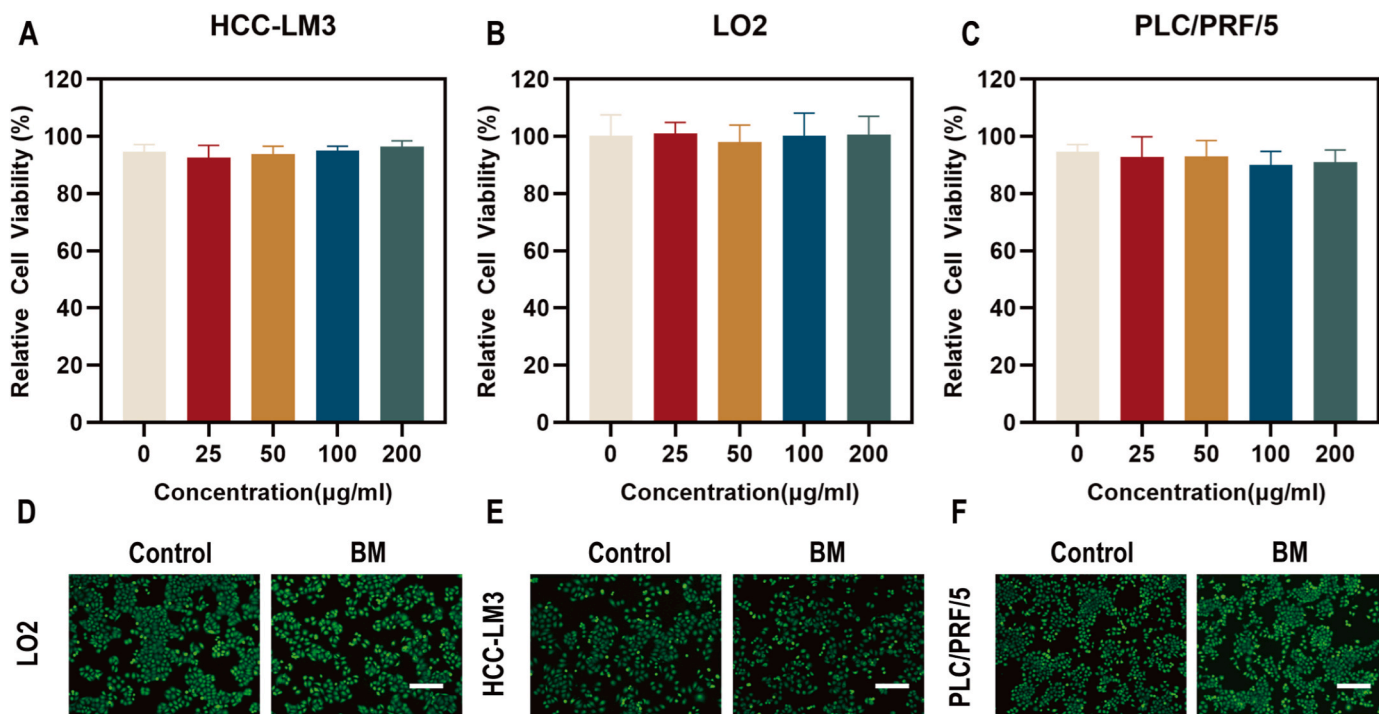 A HCC-LM3
Relative Cell Viability (%)
120
100
80
60
40
20
0
0 25 50 100 200
Concentration(μg/ml)
B LO2
Relative Cell Viability (%)
120
100
80
60
40
20
0
0 25 50 100 200
Concentration(μg/ml)
C PLC/PRF/5
Relative Cell Viability (%)
120
100
80
60
40
20
0
0 25 50 100 200
Concentration(μg/ml)
D
Control BM
LO2
E
Control BM
HCC-LM3
F
Control BM
PLC/PRF/5